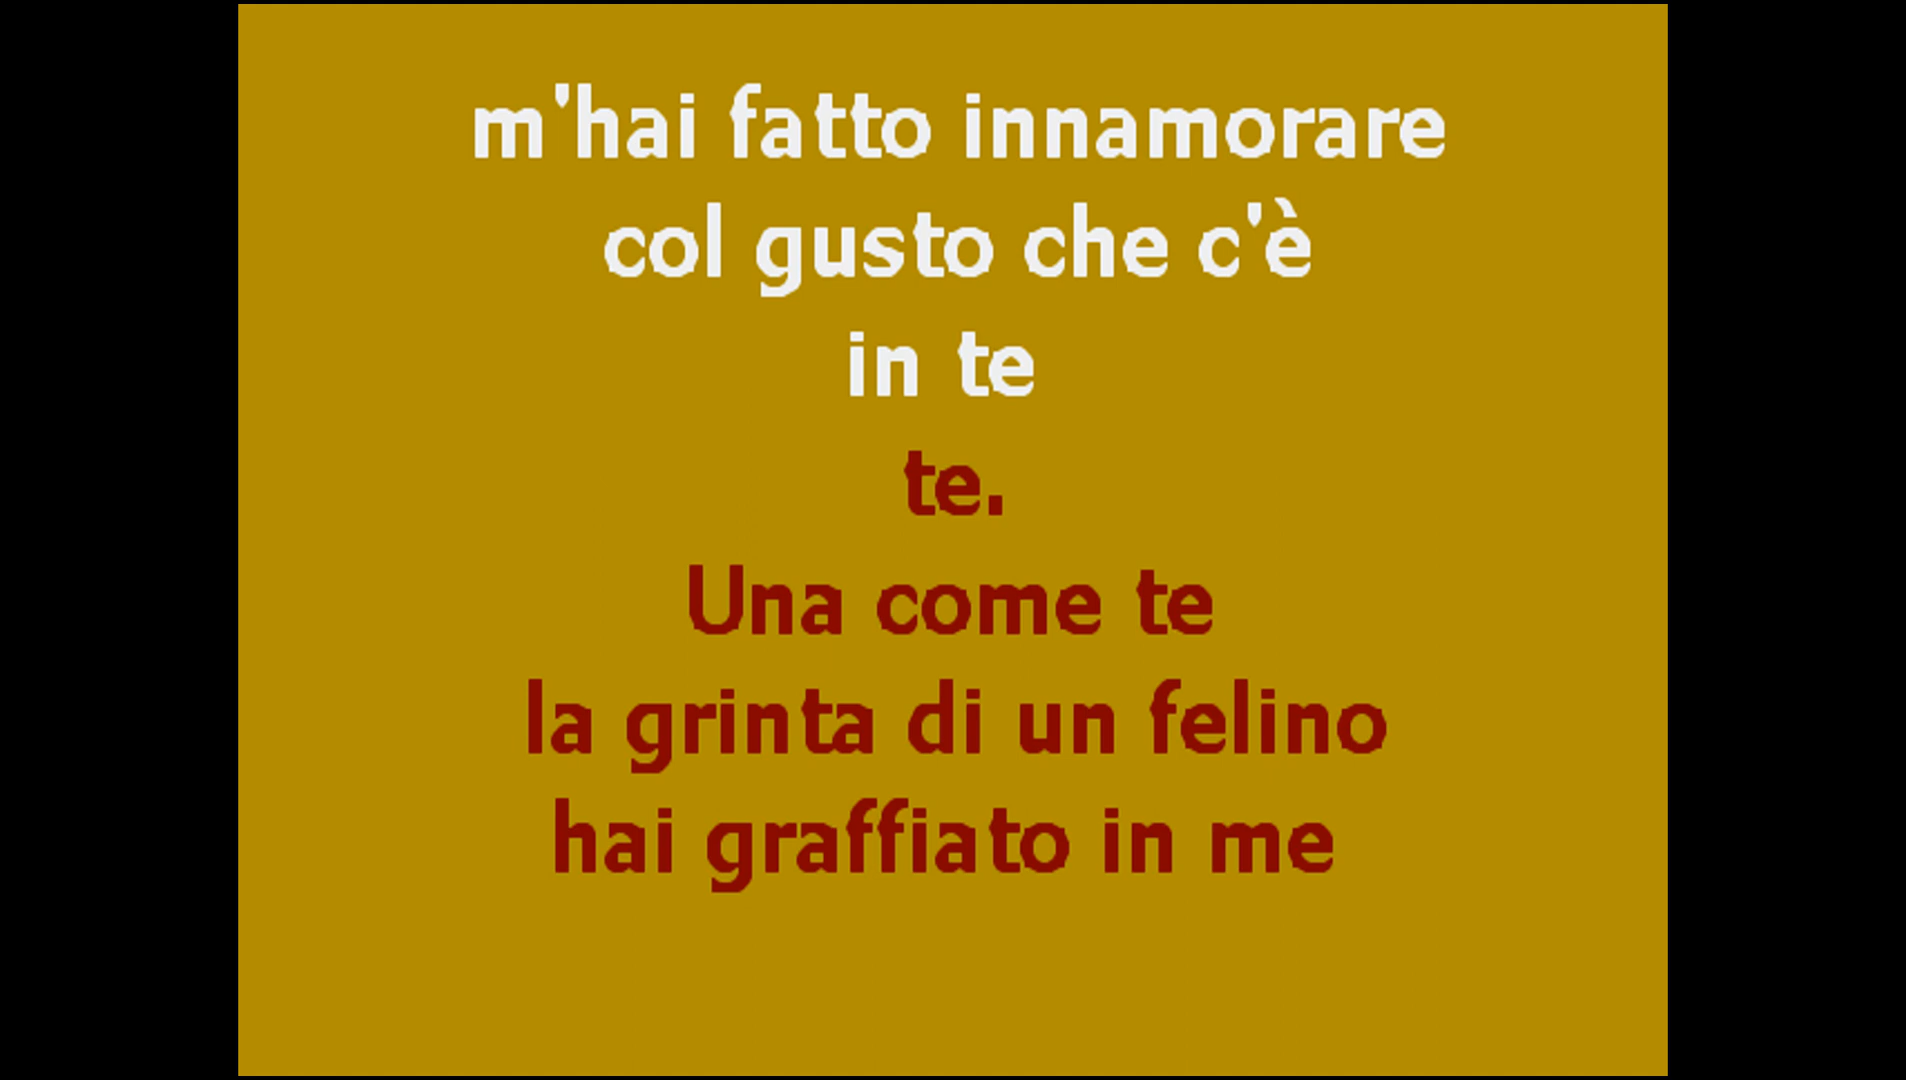 m'hai fatto innamorare
col gusto che c'è
in te
te.
Una come te
la grinta di un felino
hai graffiato in me